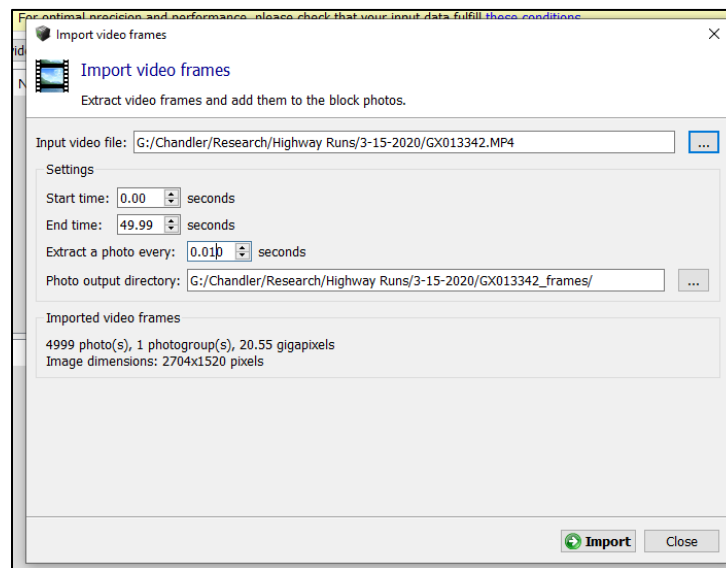 For optimal precision and performance, please check that your input data fulfill these conditions
Import video frames
Import video frames
Extract video frames and add them to the block photos.
Input video file: G:/Chandler/Research/Highway Runs/3-15-2020/GX013342.MP4 ...
Settings
Start time: 0.00 seconds
End time: 49.99 seconds
Extract a photo every: 0.010 seconds
Photo output directory: G:/Chandler/Research/Highway Runs/3-15-2020/GX013342_frames/ ...
Imported video frames
4999 photo(s), 1 photogroup(s), 20.55 gigapixels
Image dimensions: 2704x1520 pixels
Import Close